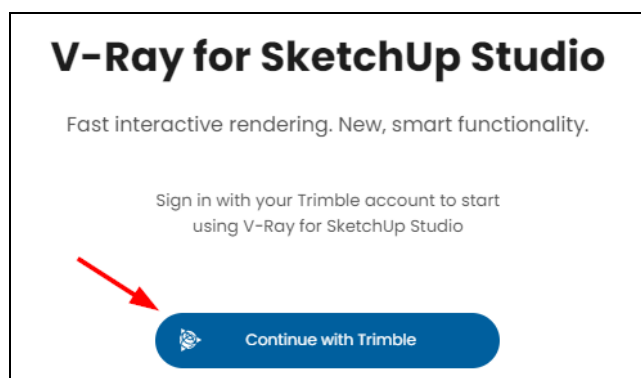 V-Ray for SketchUp Studio
Fast interactive rendering. New, smart functionality.
Sign in with your Trimble account to start
using V-Ray for SketchUp Studio
Continue with Trimble